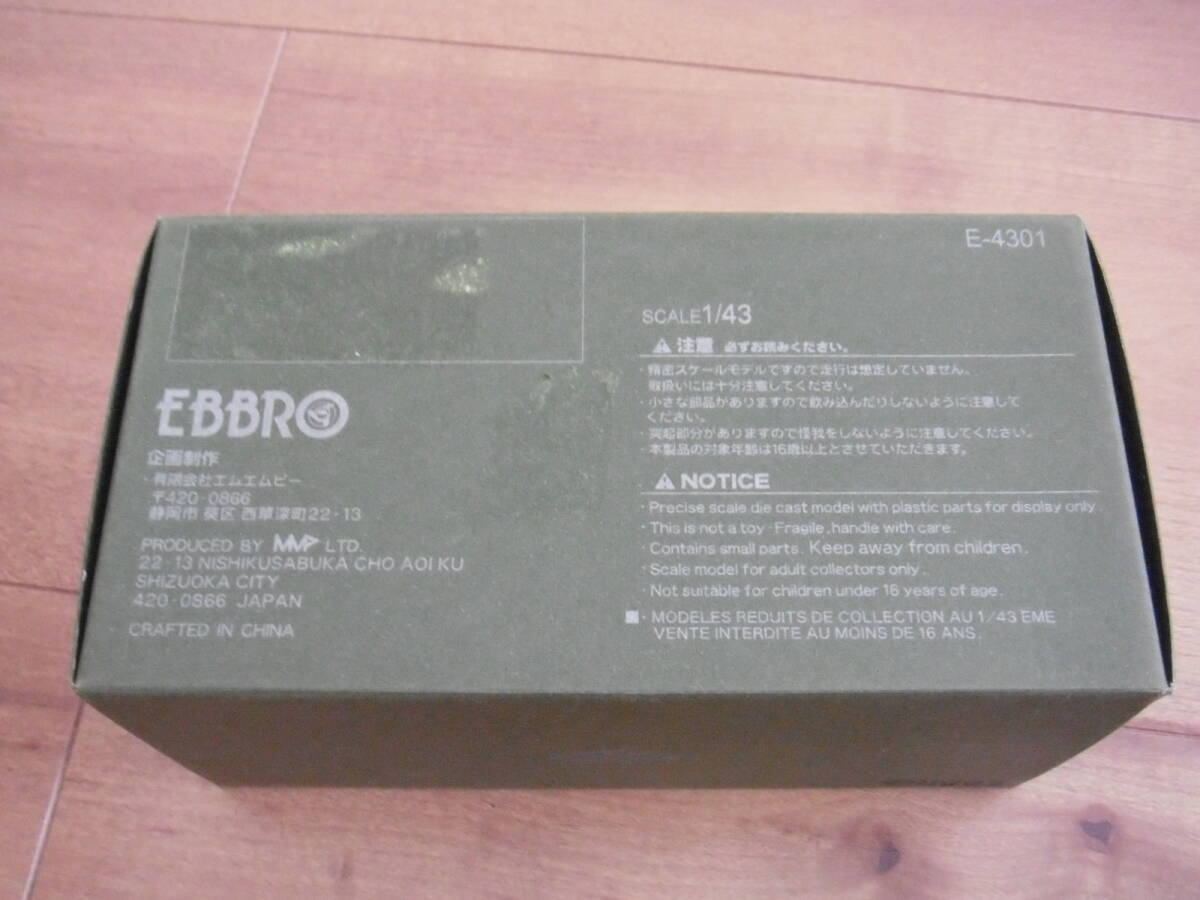 E-4301
EBBRO
企画制作
・有限会社エムエムピー
〒420-0866
静岡市 葵区 西草深町22-13
PRODUCED BY MMP LTD.
22-13 NISHIKUSABUKA CHO AOI KU
SHIZUOKA CITY
420-0866 JAPAN
CRAFTED IN CHINA
SCALE1/43
注意 必ずお読みください。
・精密スケールモデルですので走行は想定していません、
取扱いには十分注意してください。
・小さな部品がありますので飲み込んだりしないように注意して
ください。
・突起部分がありますので怪我をしないように注意してください。
・本製品の対象年齢は16歳以上とさせていただきます。
NOTICE
・Precise scale die cast model with plastic parts for display only.
・This is not a toy・Fragile,handle with care.
・Contains small parts. Keep away from children.
・Scale model for adult collectors only.
・Not suitable for children under 16 years of age.
・MODELES REDUITS DE COLLECTION AU 1/43 EME
VENTE INTERDITE AU MOINS DE 16 ANS.